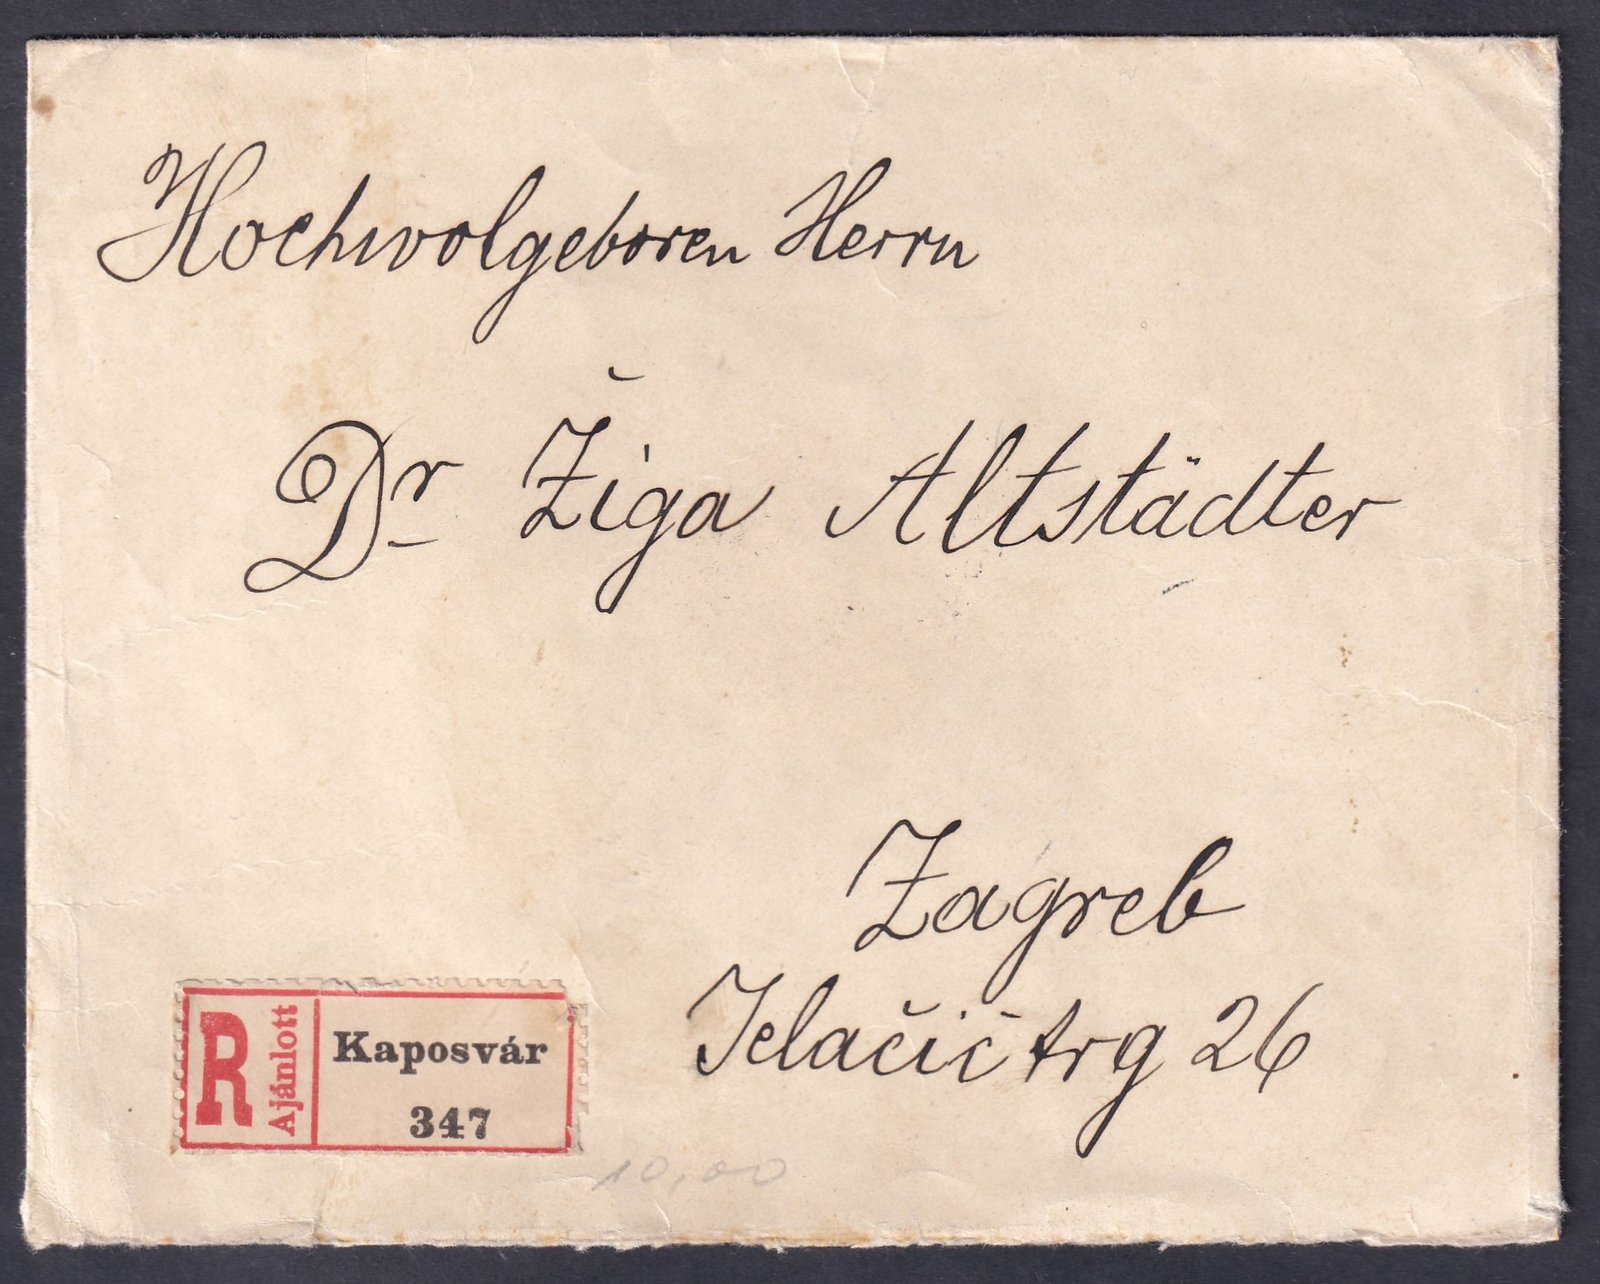 Hochwolgeboren Herrn
Dr Žiga Altstädter
Zagreb
Jelačić trg 26
R Ajánlott
Kaposvár
347
10,00